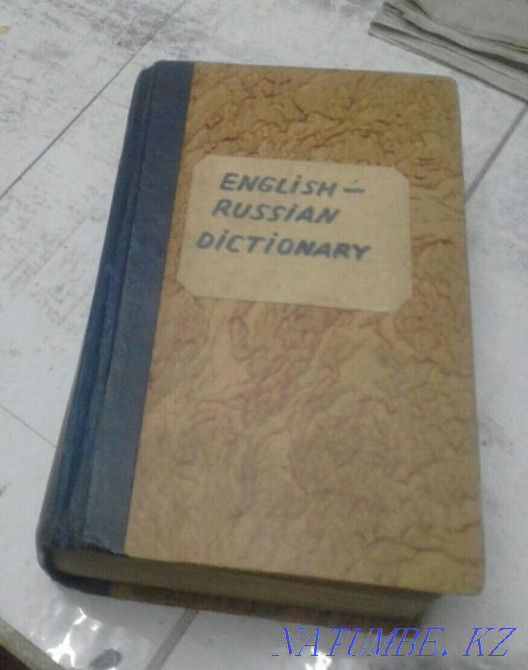 ENGLiSH -
RUSSiAN
DiCTiONARY
NATUMBE. KZ